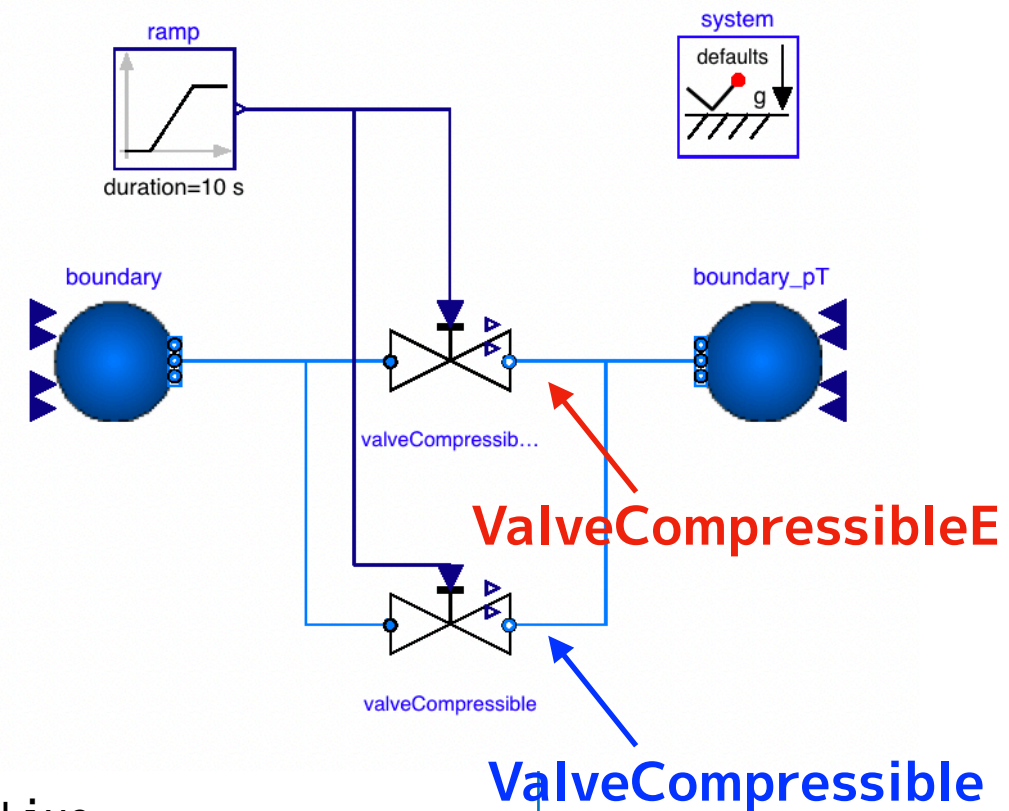 ramp
system
defaults
g
duration=10 s
boundary
boundary_pT
valveCompressib...
ValveCompressibleE
valveCompressible
ValveCompressible